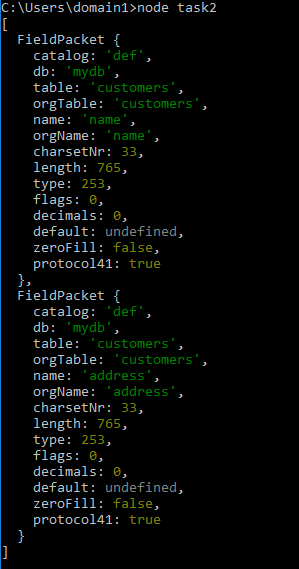 C:\Users\domain1>node task2
[
  FieldPacket {
    catalog: 'def',
    db: 'mydb',
    table: 'customers',
    orgTable: 'customers',
    name: 'name',
    orgName: 'name',
    charsetNr: 33,
    length: 765,
    type: 253,
    flags: 0,
    decimals: 0,
    default: undefined,
    zeroFill: false,
    protocol41: true
  },
  FieldPacket {
    catalog: 'def',
    db: 'mydb',
    table: 'customers',
    orgTable: 'customers',
    name: 'address',
    orgName: 'address',
    charsetNr: 33,
    length: 765,
    type: 253,
    flags: 0,
    decimals: 0,
    default: undefined,
    zeroFill: false,
    protocol41: true
  }
]